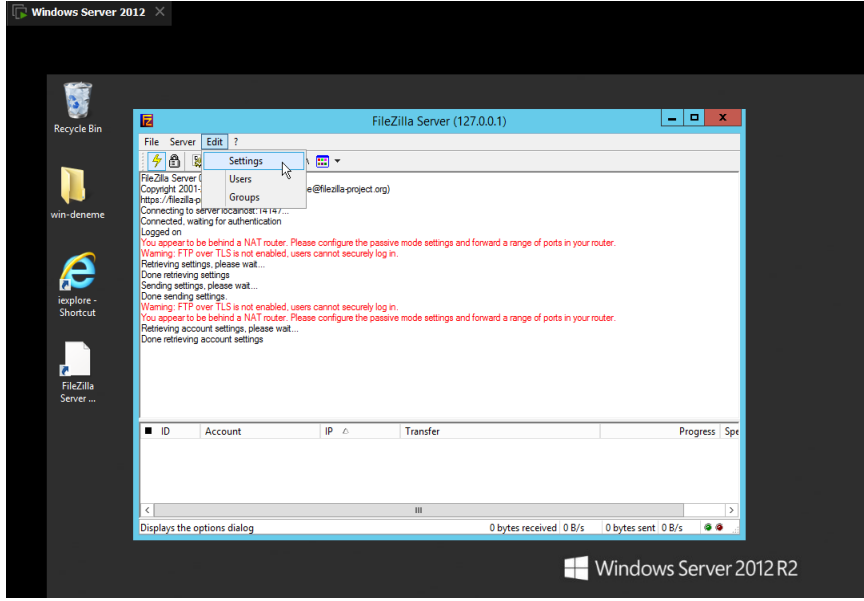 Windows Server 2012
Recycle Bin
win-deneme
iexplore -
Shortcut
FileZilla
Server ...
FileZilla Server (127.0.0.1)
File Server Edit ?
Settings
Users
Groups
FileZilla Server
Copyright 2001- e@filezilla-project.org)
https://filezilla-p
Connecting to server localhost:14147...
Connected, waiting for authentication
Logged on
You appear to be behind a NAT router. Please configure the passive mode settings and forward a range of ports in your router.
Warning: FTP over TLS is not enabled, users cannot securely log in.
Retrieving settings, please wait...
Done retrieving settings
Sending settings, please wait...
Done sending settings.
Warning: FTP over TLS is not enabled, users cannot securely log in.
You appear to be behind a NAT router. Please configure the passive mode settings and forward a range of ports in your router.
Retrieving account settings, please wait...
Done retrieving account settings
ID Account IP Transfer Progress Spe
Displays the options dialog 0 bytes received 0 B/s 0 bytes sent 0 B/s
Windows Server 2012 R2